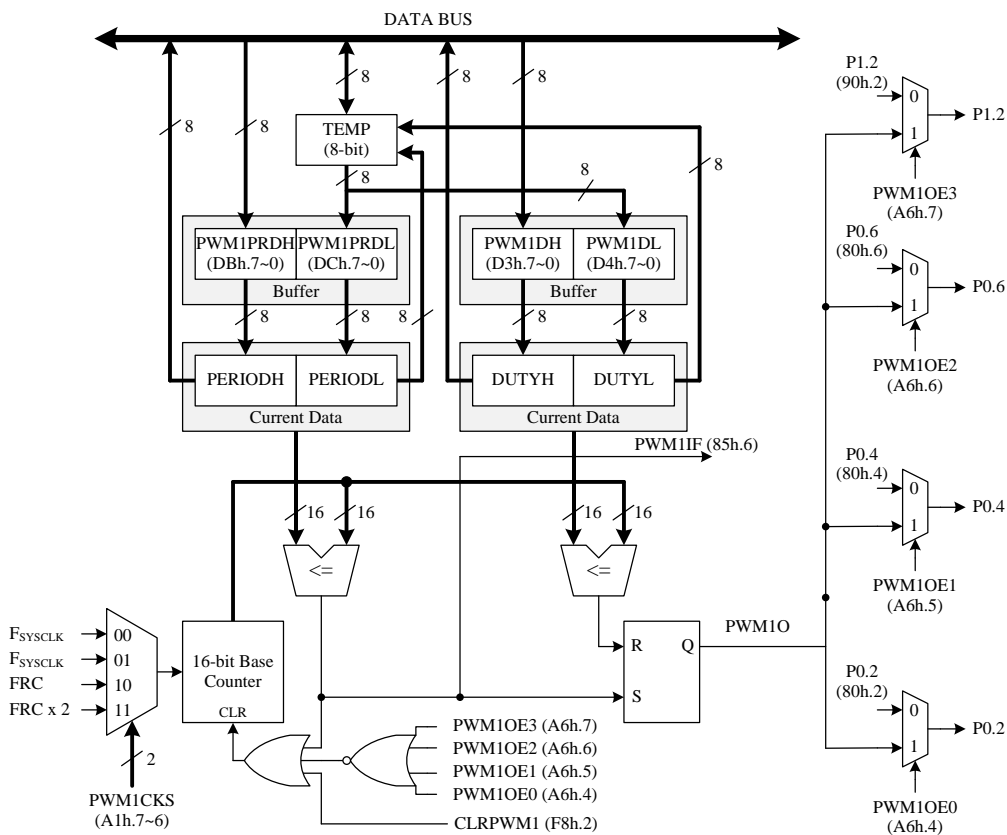 DATA BUS
8
8
8
8
8
8
8
TEMP
(8-bit)
8
8
PWM1PRDH
(DBh.7~0)
PWM1PRDL
(DCh.7~0)
Buffer
PWM1DH
(D3h.7~0)
PWM1DL
(D4h.7~0)
Buffer
8
8
8
8
8
PERIODH
PERIODL
Current Data
DUTYH
DUTYL
Current Data
PWM1IF (85h.6)
16
16
16
16
<=
<=
FSYSCLK
FSYSCLK
FRC
FRC x 2
00
01
10
11
2
PWM1CKS
(A1h.7~6)
16-bit Base
Counter
CLR
R
S
Q
PWM1O
PWM1OE3 (A6h.7)
PWM1OE2 (A6h.6)
PWM1OE1 (A6h.5)
PWM1OE0 (A6h.4)
CLRPWM1 (F8h.2)
P1.2
(90h.2)
0
1
P1.2
PWM1OE3
(A6h.7)
P0.6
(80h.6)
0
1
P0.6
PWM1OE2
(A6h.6)
P0.4
(80h.4)
0
1
P0.4
PWM1OE1
(A6h.5)
P0.2
(80h.2)
0
1
P0.2
PWM1OE0
(A6h.4)